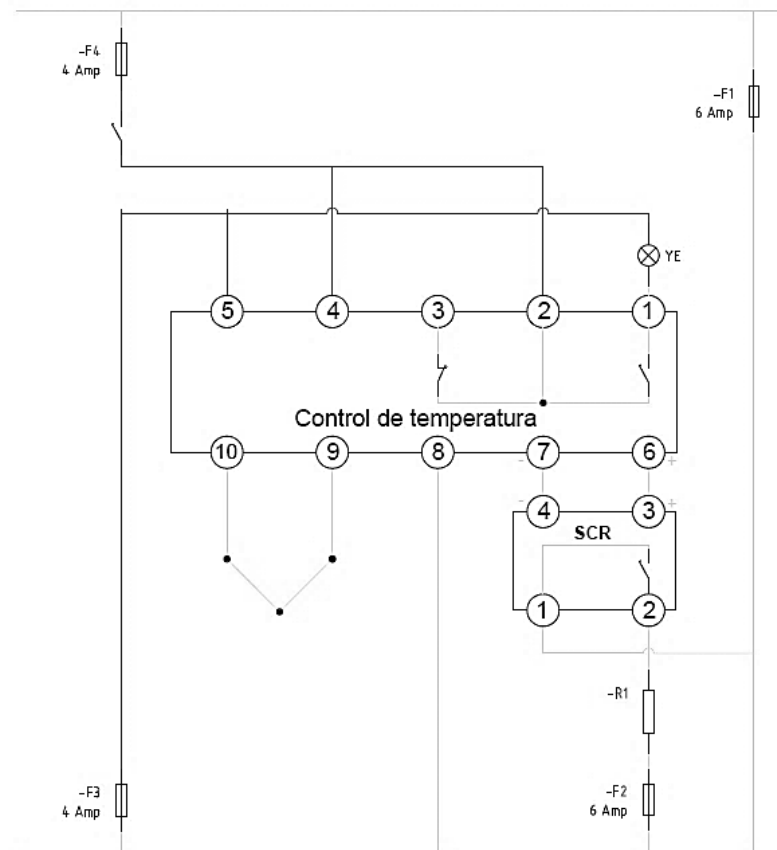 -F4
4 Amp
-F1
6 Amp
YE
5 4 3 2 1
Control de temperatura
10 9 8 7 6
- +
- +
4 3
SCR
1 2
-R1
-F3
4 Amp
-F2
6 Amp